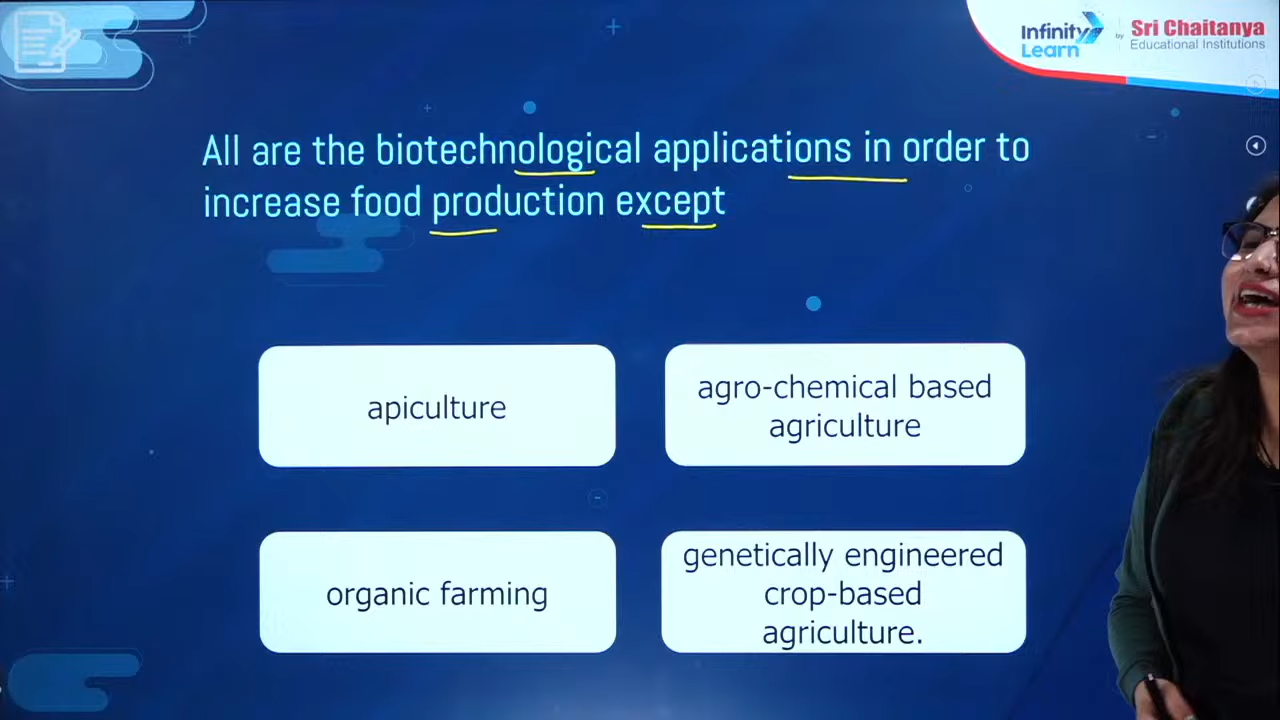 Infinity
Learn
by
Sri Chaitanya
Educational Institutions
All are the biotechnological applications in order to
increase food production except
apiculture
agro-chemical based
agriculture
organic farming
genetically engineered
crop-based
agriculture.